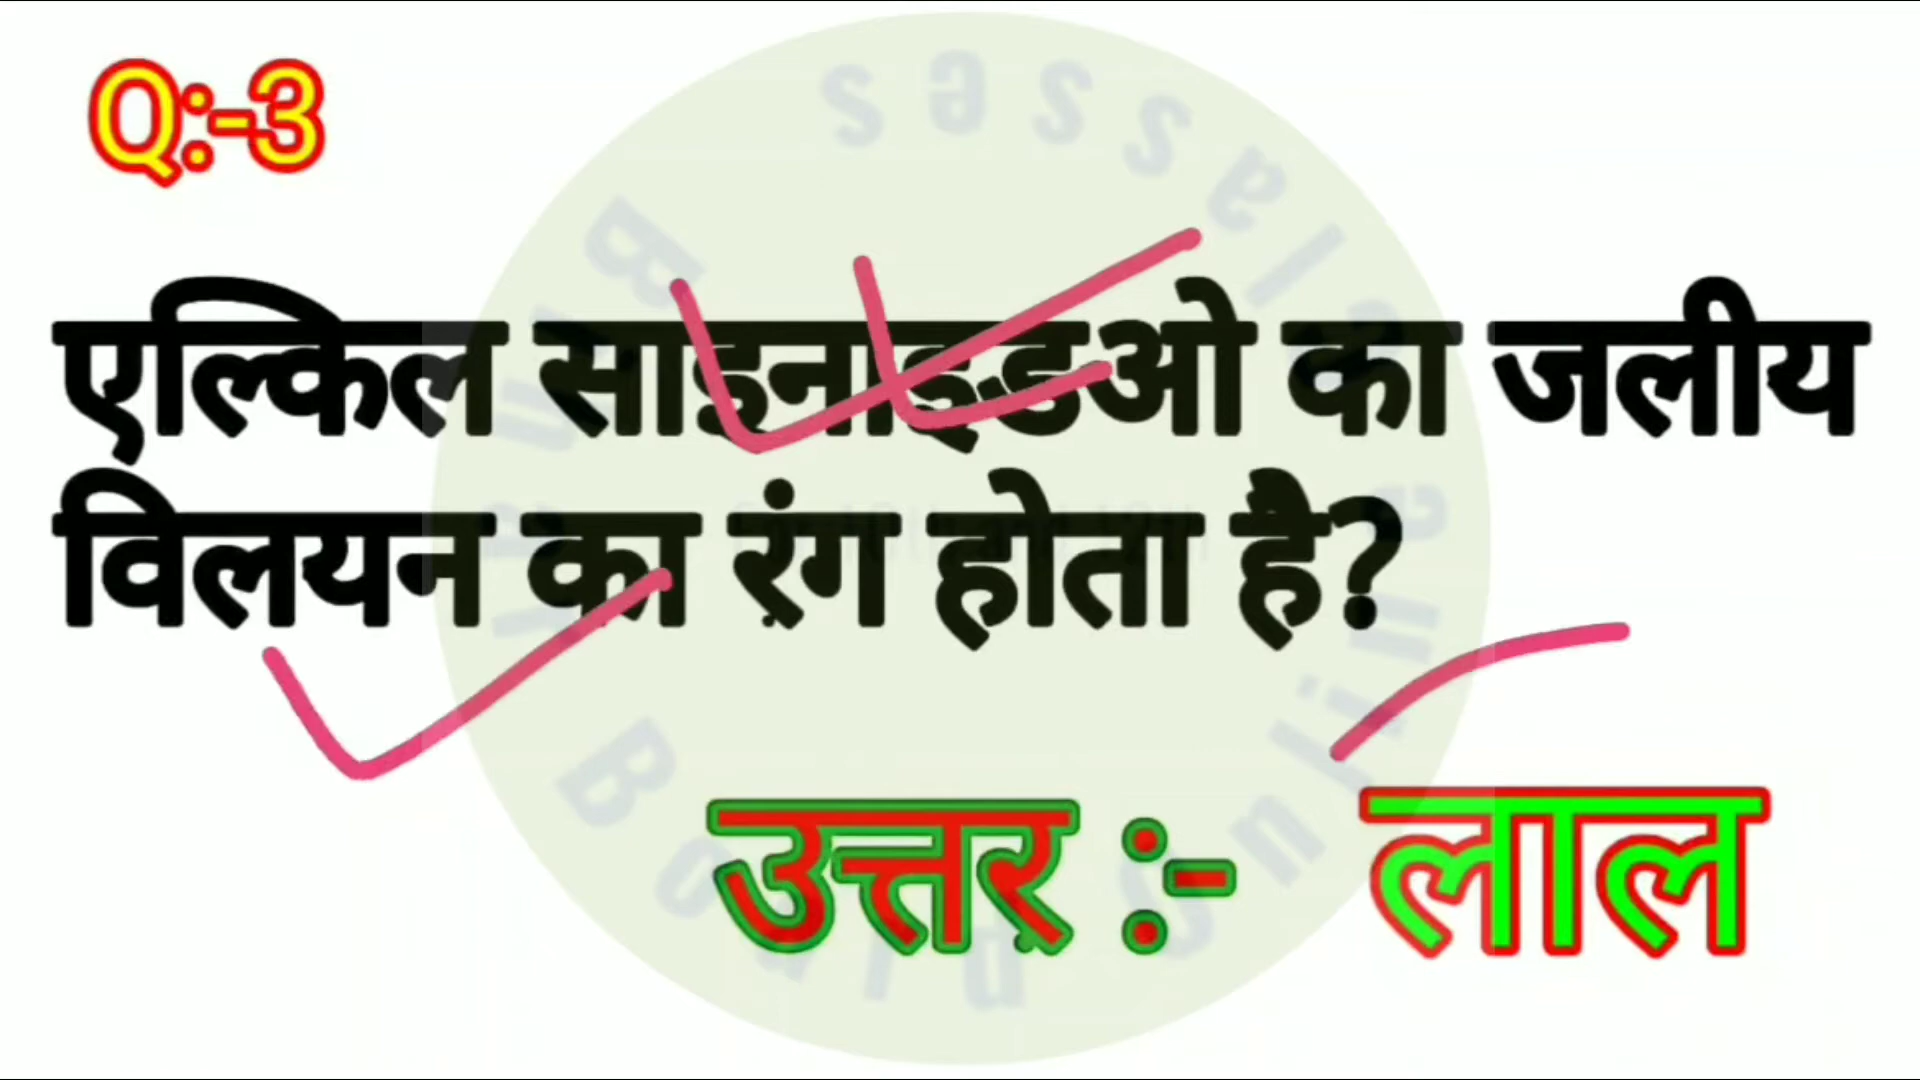 Q:-3
एल्किल साइनाइडओ का जलीय
विलयन का रंग होता है?
उत्तर :- लाल